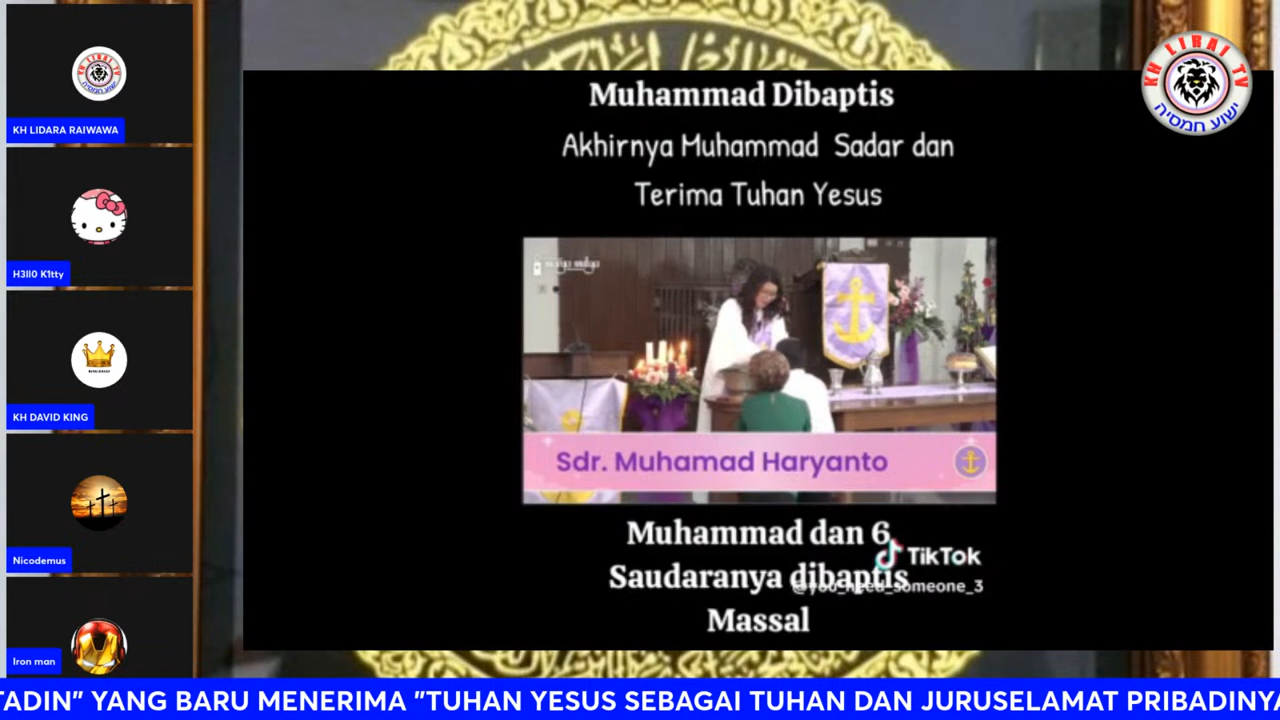 KH LIRAI TV
ישוע חמסיה
KH LIDARA RAIWAWA
H3ll0 K1tty
KH DAVID KING
Nicodemus
Iron man
Muhammad Dibaptis
Akhirnya Muhammad Sadar dan
Terima Tuhan Yesus
Sdr. Muhamad Haryanto
Muhammad dan 6
Saudaranya dibaptis
Massal
TikTok
@you_need_someone_3
TADIN" YANG BARU MENERIMA "TUHAN YESUS SEBAGAI TUHAN DAN JURUSELAMAT PRIBADINYA